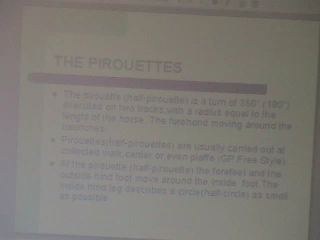 THE PIROUETTES
The pirouette (half-pirouette) is a turn of 360° (180°)
executed on two tracks, with a radius equal to the
lenght of the horse. The forehand moving around the
haunches.
Pirouettes(half-pirouettes) are usually carried out at
collected walk, canter or even piaffe (GP Free Style).
At the pirouette (half-pirouette) the forefeet and the
outside hind foot move around the inside foot. The
inside hind leg describes a circle(half-circle) as small
as possible